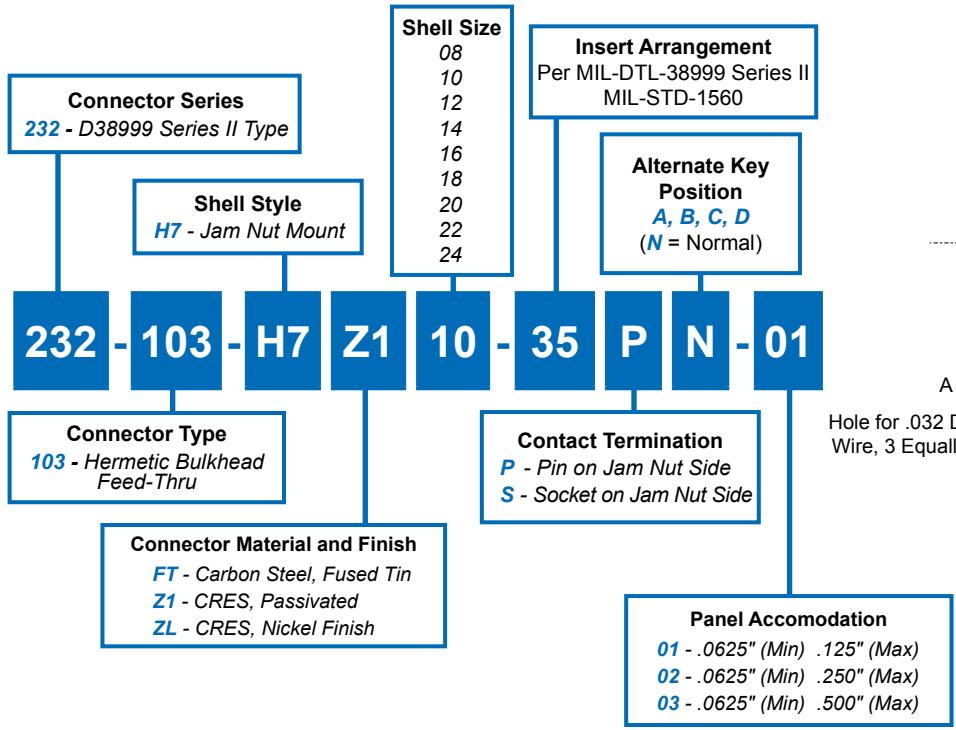 Shell Size
08
10
12
14
16
18
20
22
24
Insert Arrangement
Per MIL-DTL-38999 Series II
MIL-STD-1560
Connector Series
232 - D38999 Series II Type
Shell Style
H7 - Jam Nut Mount
Alternate Key
Position
A, B, C, D
(N = Normal)
232 - 103 - H7 Z1 10 - 35 P N - 01
Connector Type
103 - Hermetic Bulkhead
Feed-Thru
Contact Termination
P - Pin on Jam Nut Side
S - Socket on Jam Nut Side
A
Hole for .032 D
Wire, 3 Equall
Connector Material and Finish
FT - Carbon Steel, Fused Tin
Z1 - CRES, Passivated
ZL - CRES, Nickel Finish
Panel Accomodation
01 - .0625" (Min) .125" (Max)
02 - .0625" (Min) .250" (Max)
03 - .0625" (Min) .500" (Max)